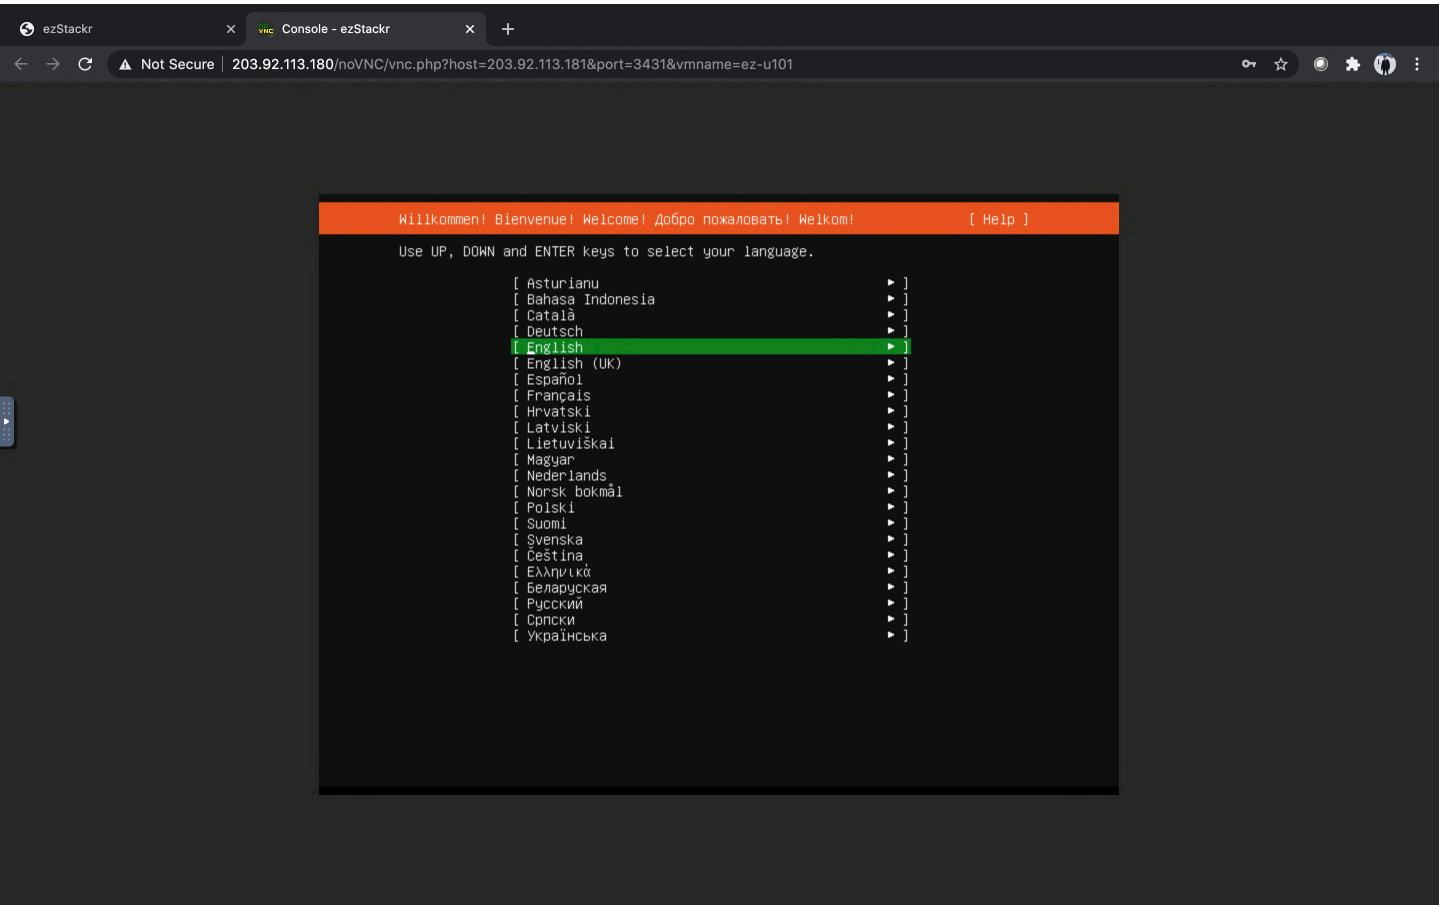 ezStackr
Console - ezStackr
Not Secure
203.92.113.180/noVNC/vnc.php?host=203.92.113.181&port=3431&vmname=ez-u101
Willkommen! Bienvenue! Welcome! Добро пожаловать! Welkom! [ Help ]
Use UP, DOWN and ENTER keys to select your language.
[ Asturianu ▸ ]
[ Bahasa Indonesia ▸ ]
[ Català ▸ ]
[ Deutsch ▸ ]
[ English ▸ ]
[ English (UK) ▸ ]
[ Español ▸ ]
[ Français ▸ ]
[ Hrvatski ▸ ]
[ Latviski ▸ ]
[ Lietuviškai ▸ ]
[ Magyar ▸ ]
[ Nederlands ▸ ]
[ Norsk bokmål ▸ ]
[ Polski ▸ ]
[ Suomi ▸ ]
[ Svenska ▸ ]
[ Čeština ▸ ]
[ Ελληνικά ▸ ]
[ Беларуская ▸ ]
[ Русский ▸ ]
[ Српски ▸ ]
[ Українська ▸ ]